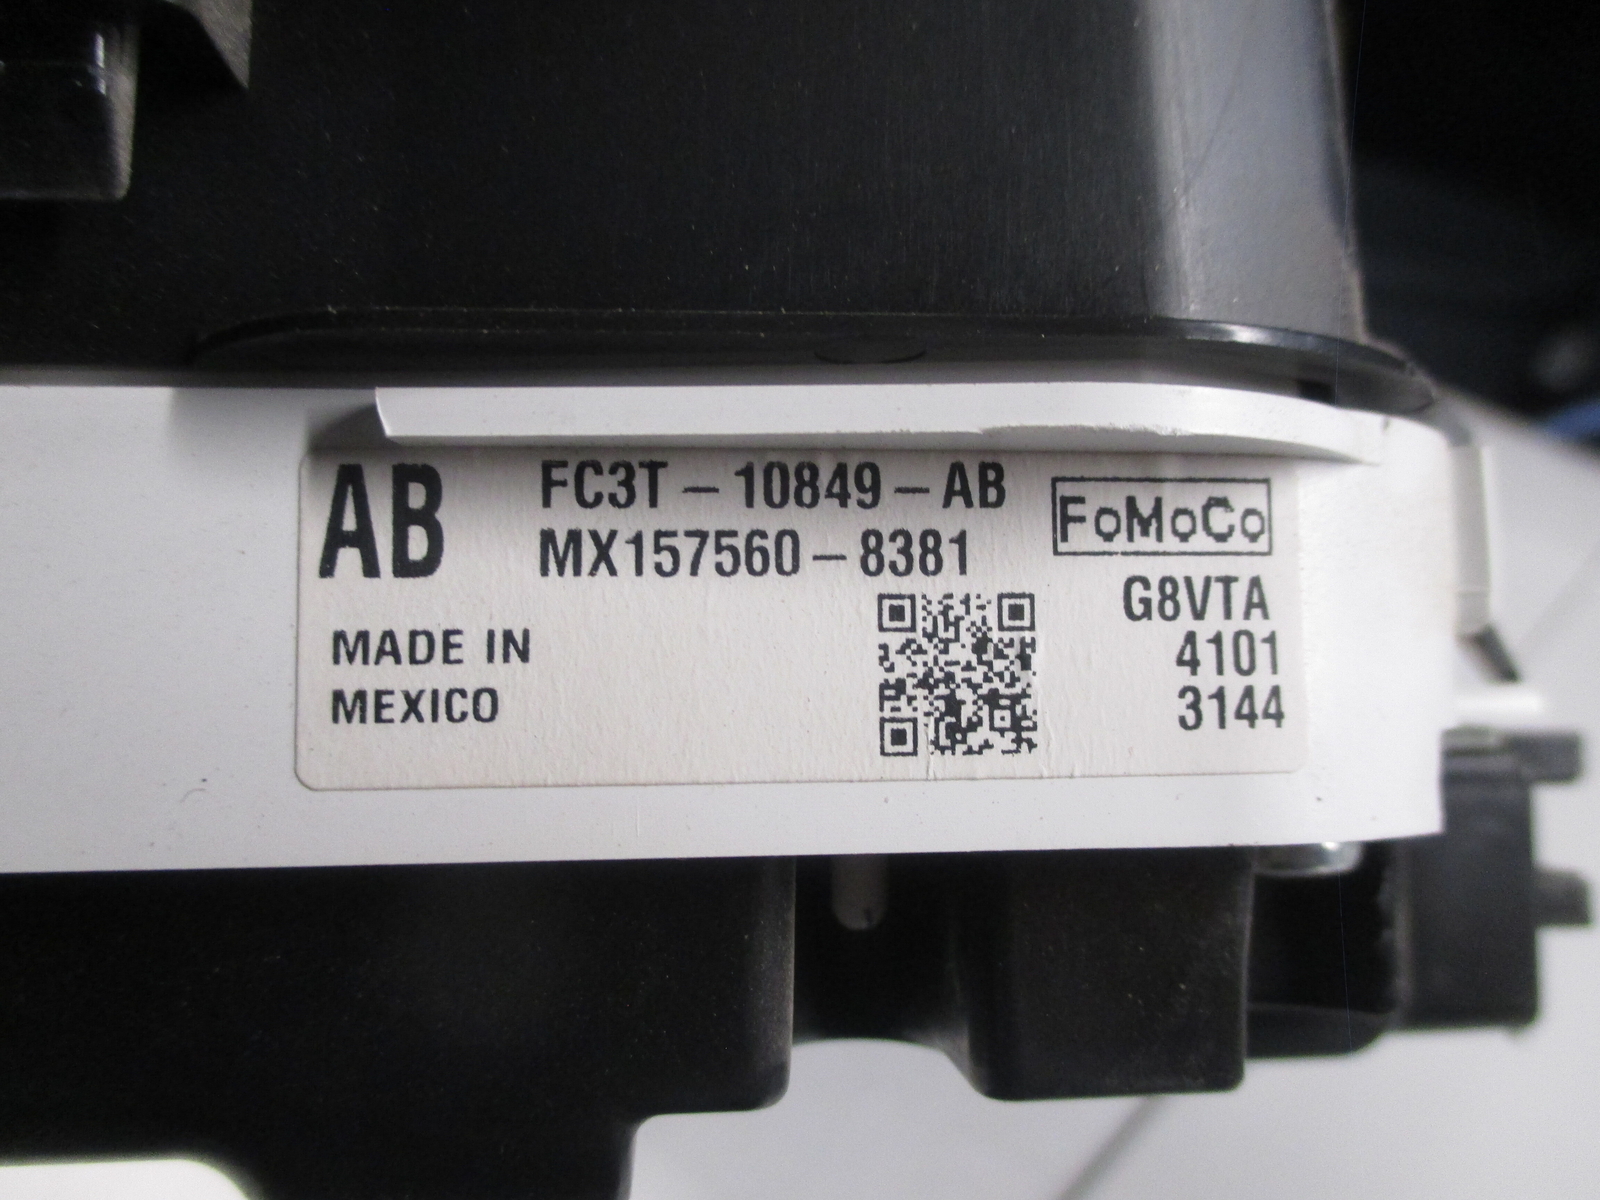 AB
FC3T - 10849 - AB
MX157560 - 8381
FoMoCo
G8VTA
4101
3144
MADE IN
MEXICO